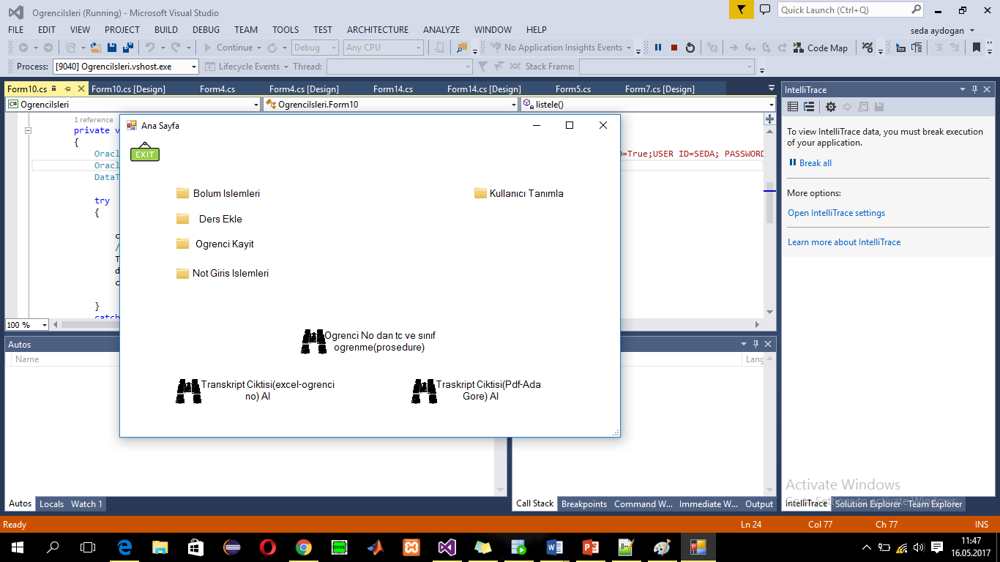 Ogrencilsleri (Running) - Microsoft Visual Studio
Quick Launch (Ctrl+Q)
FILE EDIT VIEW PROJECT BUILD DEBUG TEAM TOOLS TEST ARCHITECTURE ANALYZE WINDOW HELP
seda aydogan
Continue Debug Any CPU No Application Insights Events Code Map
Process: [9040] Ogrencilsleri.vshost.exe Lifecycle Events Thread: Stack Frame:
Form10.cs Form10.cs [Design] Form4.cs Form4.cs [Design] Form14.cs Form14.cs [Design] Form5.cs Form7.cs [Design]
C# Ogrencilsleri Ogrencilsleri.Form10 listele()
1 reference
private v
{
Oracl
=True;USER ID=SEDA; PASSWORD
Oracl
DataT
try
{
c
/
T
d
c
}
catch
100 %
Ana Sayfa
EXIT
Bolum Islemleri
Kullanıcı Tanımla
Ders Ekle
Ogrenci Kayit
Not Giris Islemleri
Ogrenci No dan tc ve sınıf
ogrenme(prosedure)
Transkript Ciktisi(excel-ogrenci
no) Al
Traskript Ciktisi(Pdf-Ada
Gore) Al
IntelliTrace
To view IntelliTrace data, you must break execution
of your application.
Break all
More options:
Open IntelliTrace settings
Learn more about IntelliTrace
Autos
Name
Lang
Autos Locals Watch 1
Call Stack Breakpoints Command W... Immediate W... Output
Activate Windows
Go to Settings to activate Windows.
IntelliTrace Solution Explorer Team Explorer
Ready
Ln 24 Col 77 Ch 77 INS
11:47
16.05.2017